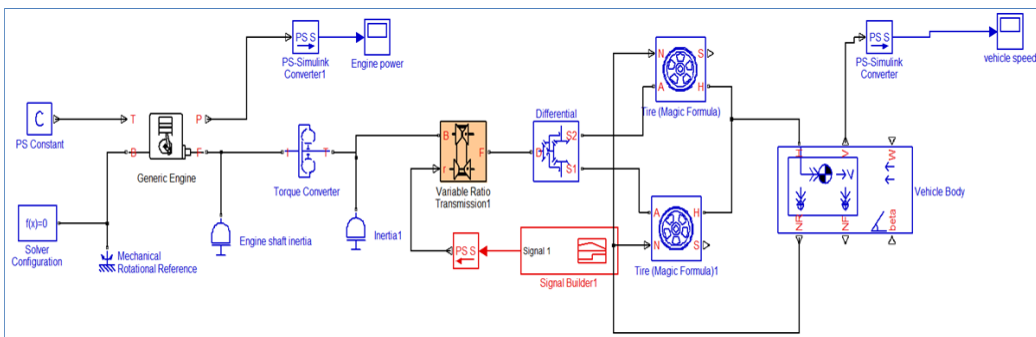 PS S
PS-Simulink
Converter1
Engine power
PS S
PS-Simulink
Converter
vehicle speed
C
PS Constant
T
P
B
F
Generic Engine
I
T
Torque Converter
B
r
F
Variable Ratio
Transmission1
Differential
D
S2
S1
N
S
A
H
Tire (Magic Formula)
A
H
N
S
Tire (Magic Formula)1
H
V
W
V
NR
NF
beta
Vehicle Body
f(x)=0
Solver
Configuration
Mechanical
Rotational Reference
Engine shaft inertia
Inertia1
PS S
Signal 1
Signal Builder1